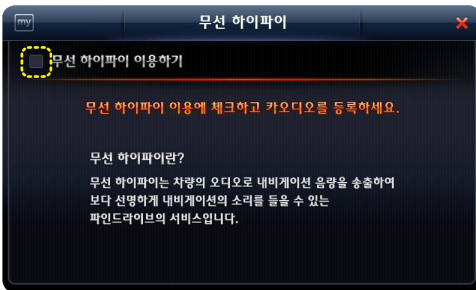 my
무선 하이파이
무선 하이파이 이용하기
무선 하이파이 이용에 체크하고 카오디오를 등록하세요.
무선 하이파이란?
무선 하이파이는 차량의 오디오로 내비게이션 음량을 송출하여
보다 선명하게 내비게이션의 소리를 들을 수 있는
파인드라이브의 서비스입니다.